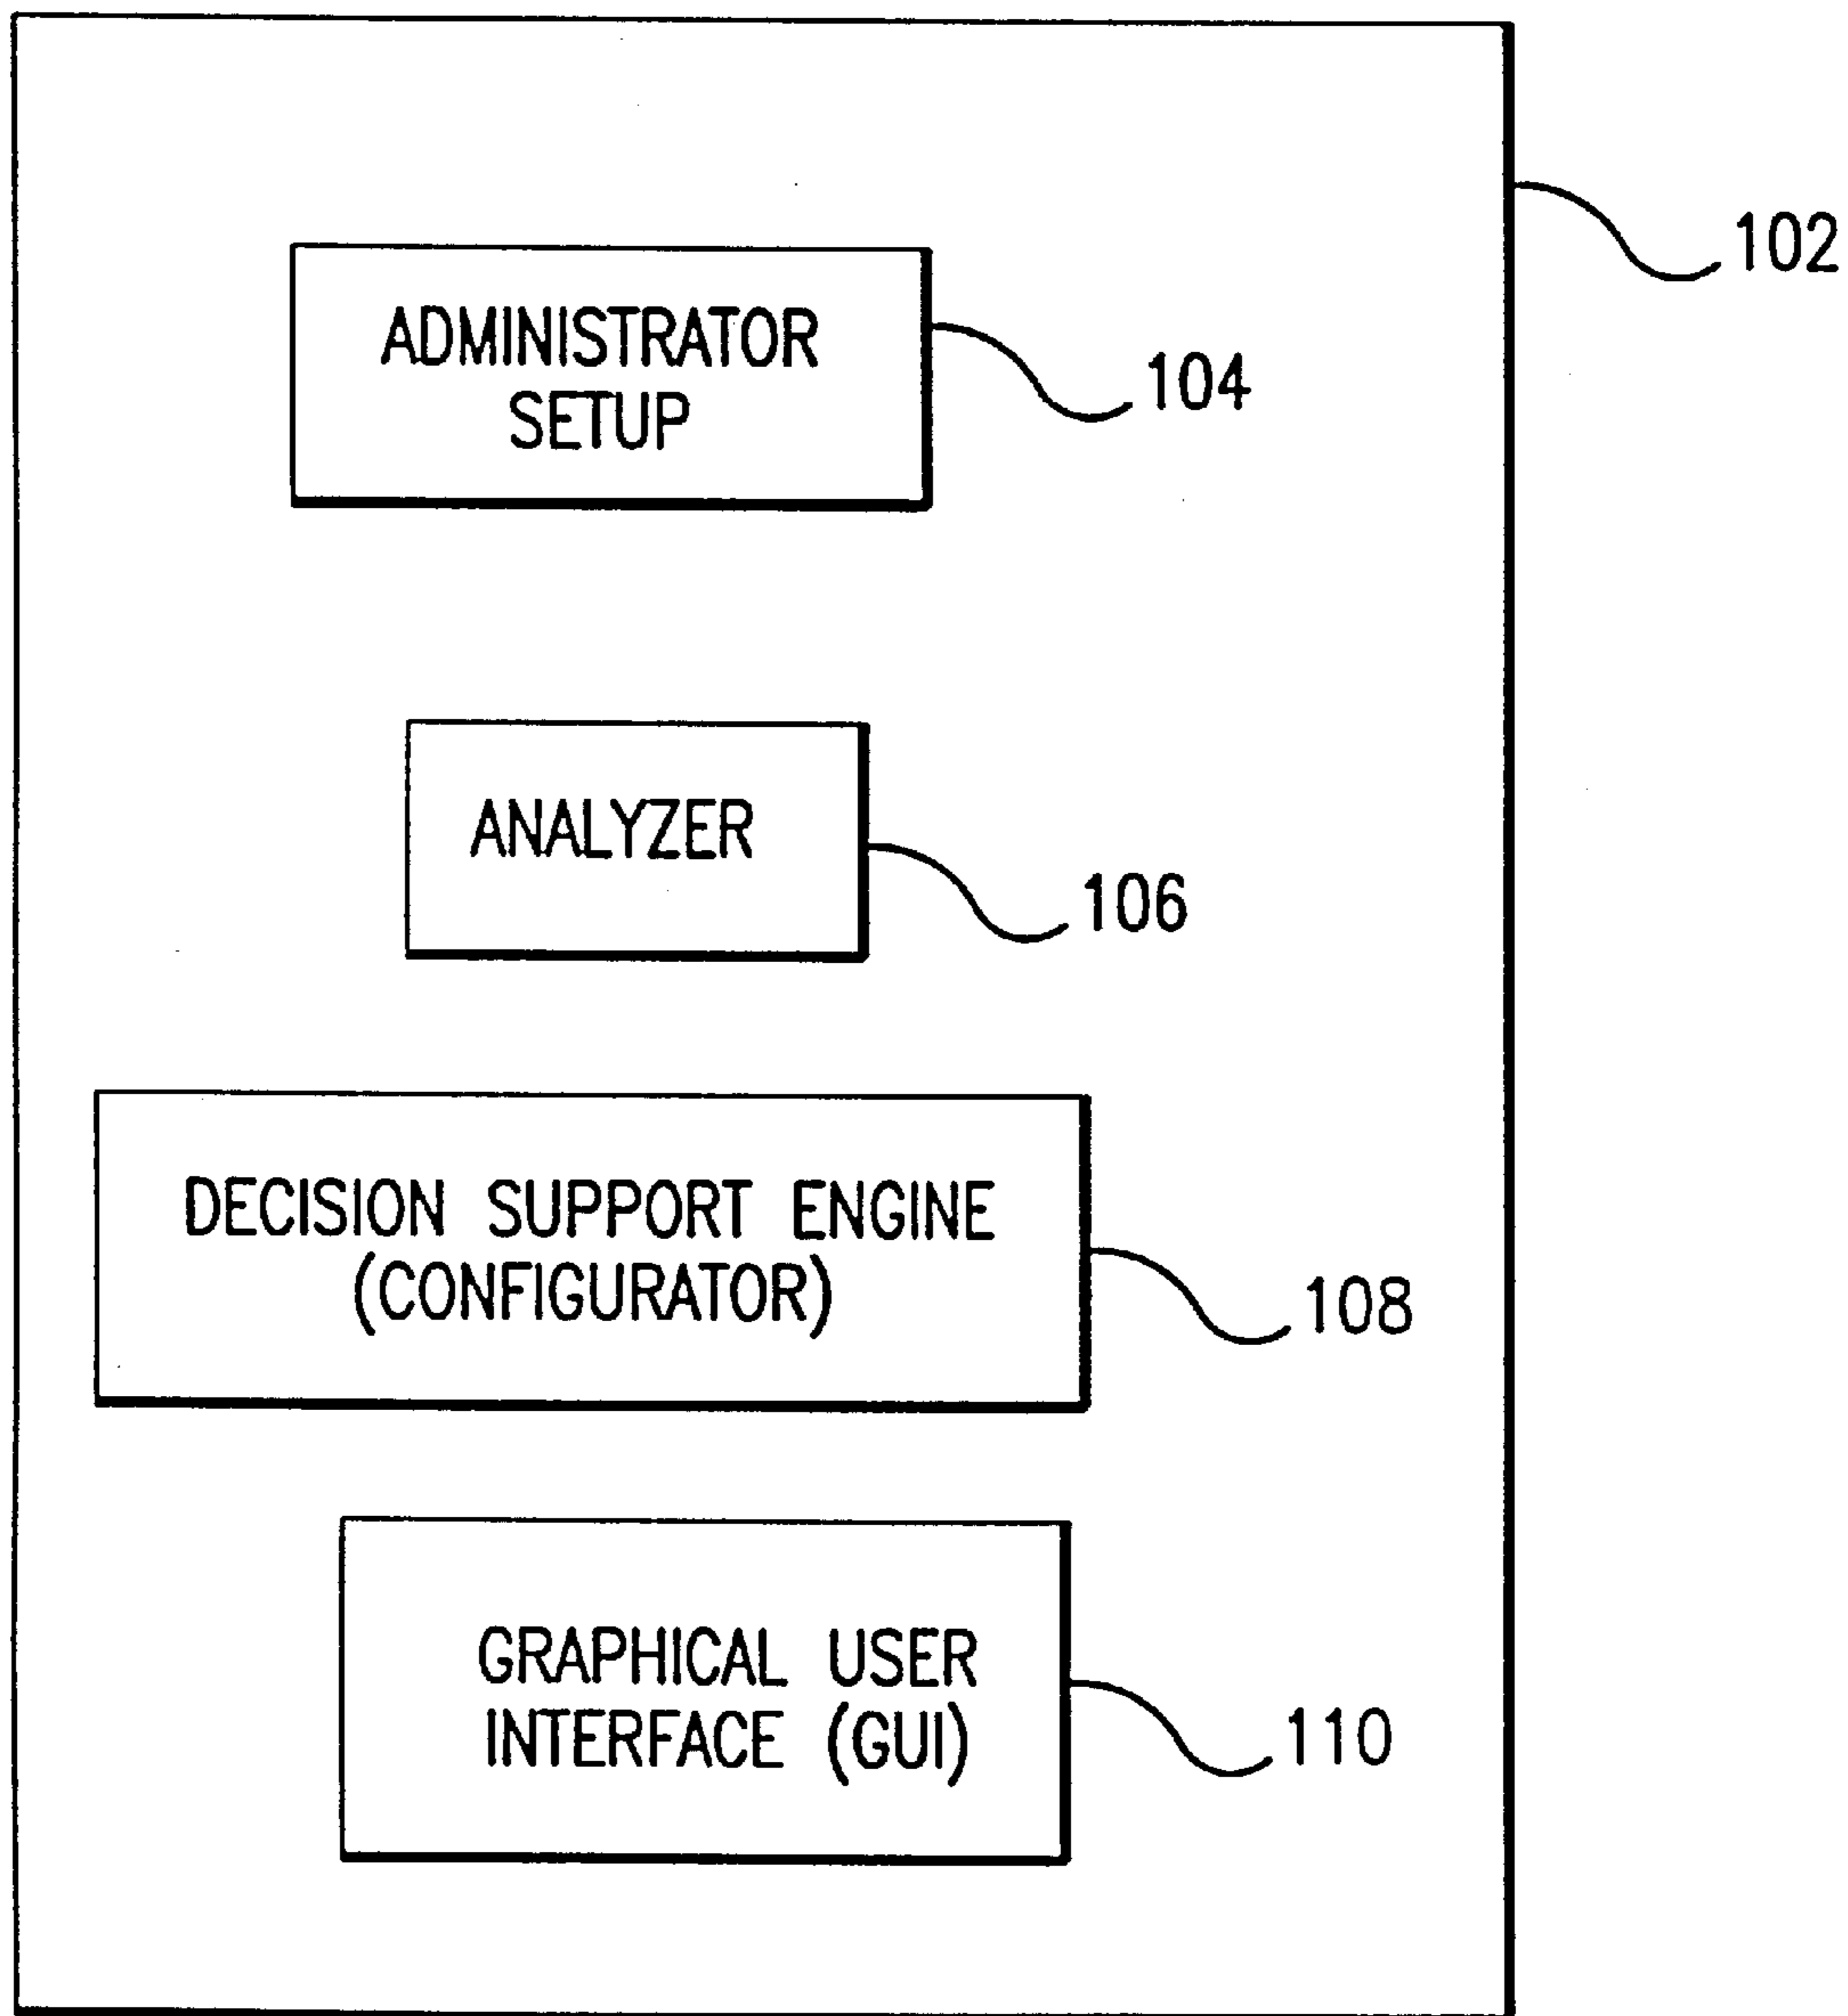 102
ADMINISTRATOR
SETUP
104
ANALYZER
106
DECISION SUPPORT ENGINE
(CONFIGURATOR)
108
GRAPHICAL USER
INTERFACE (GUI)
110